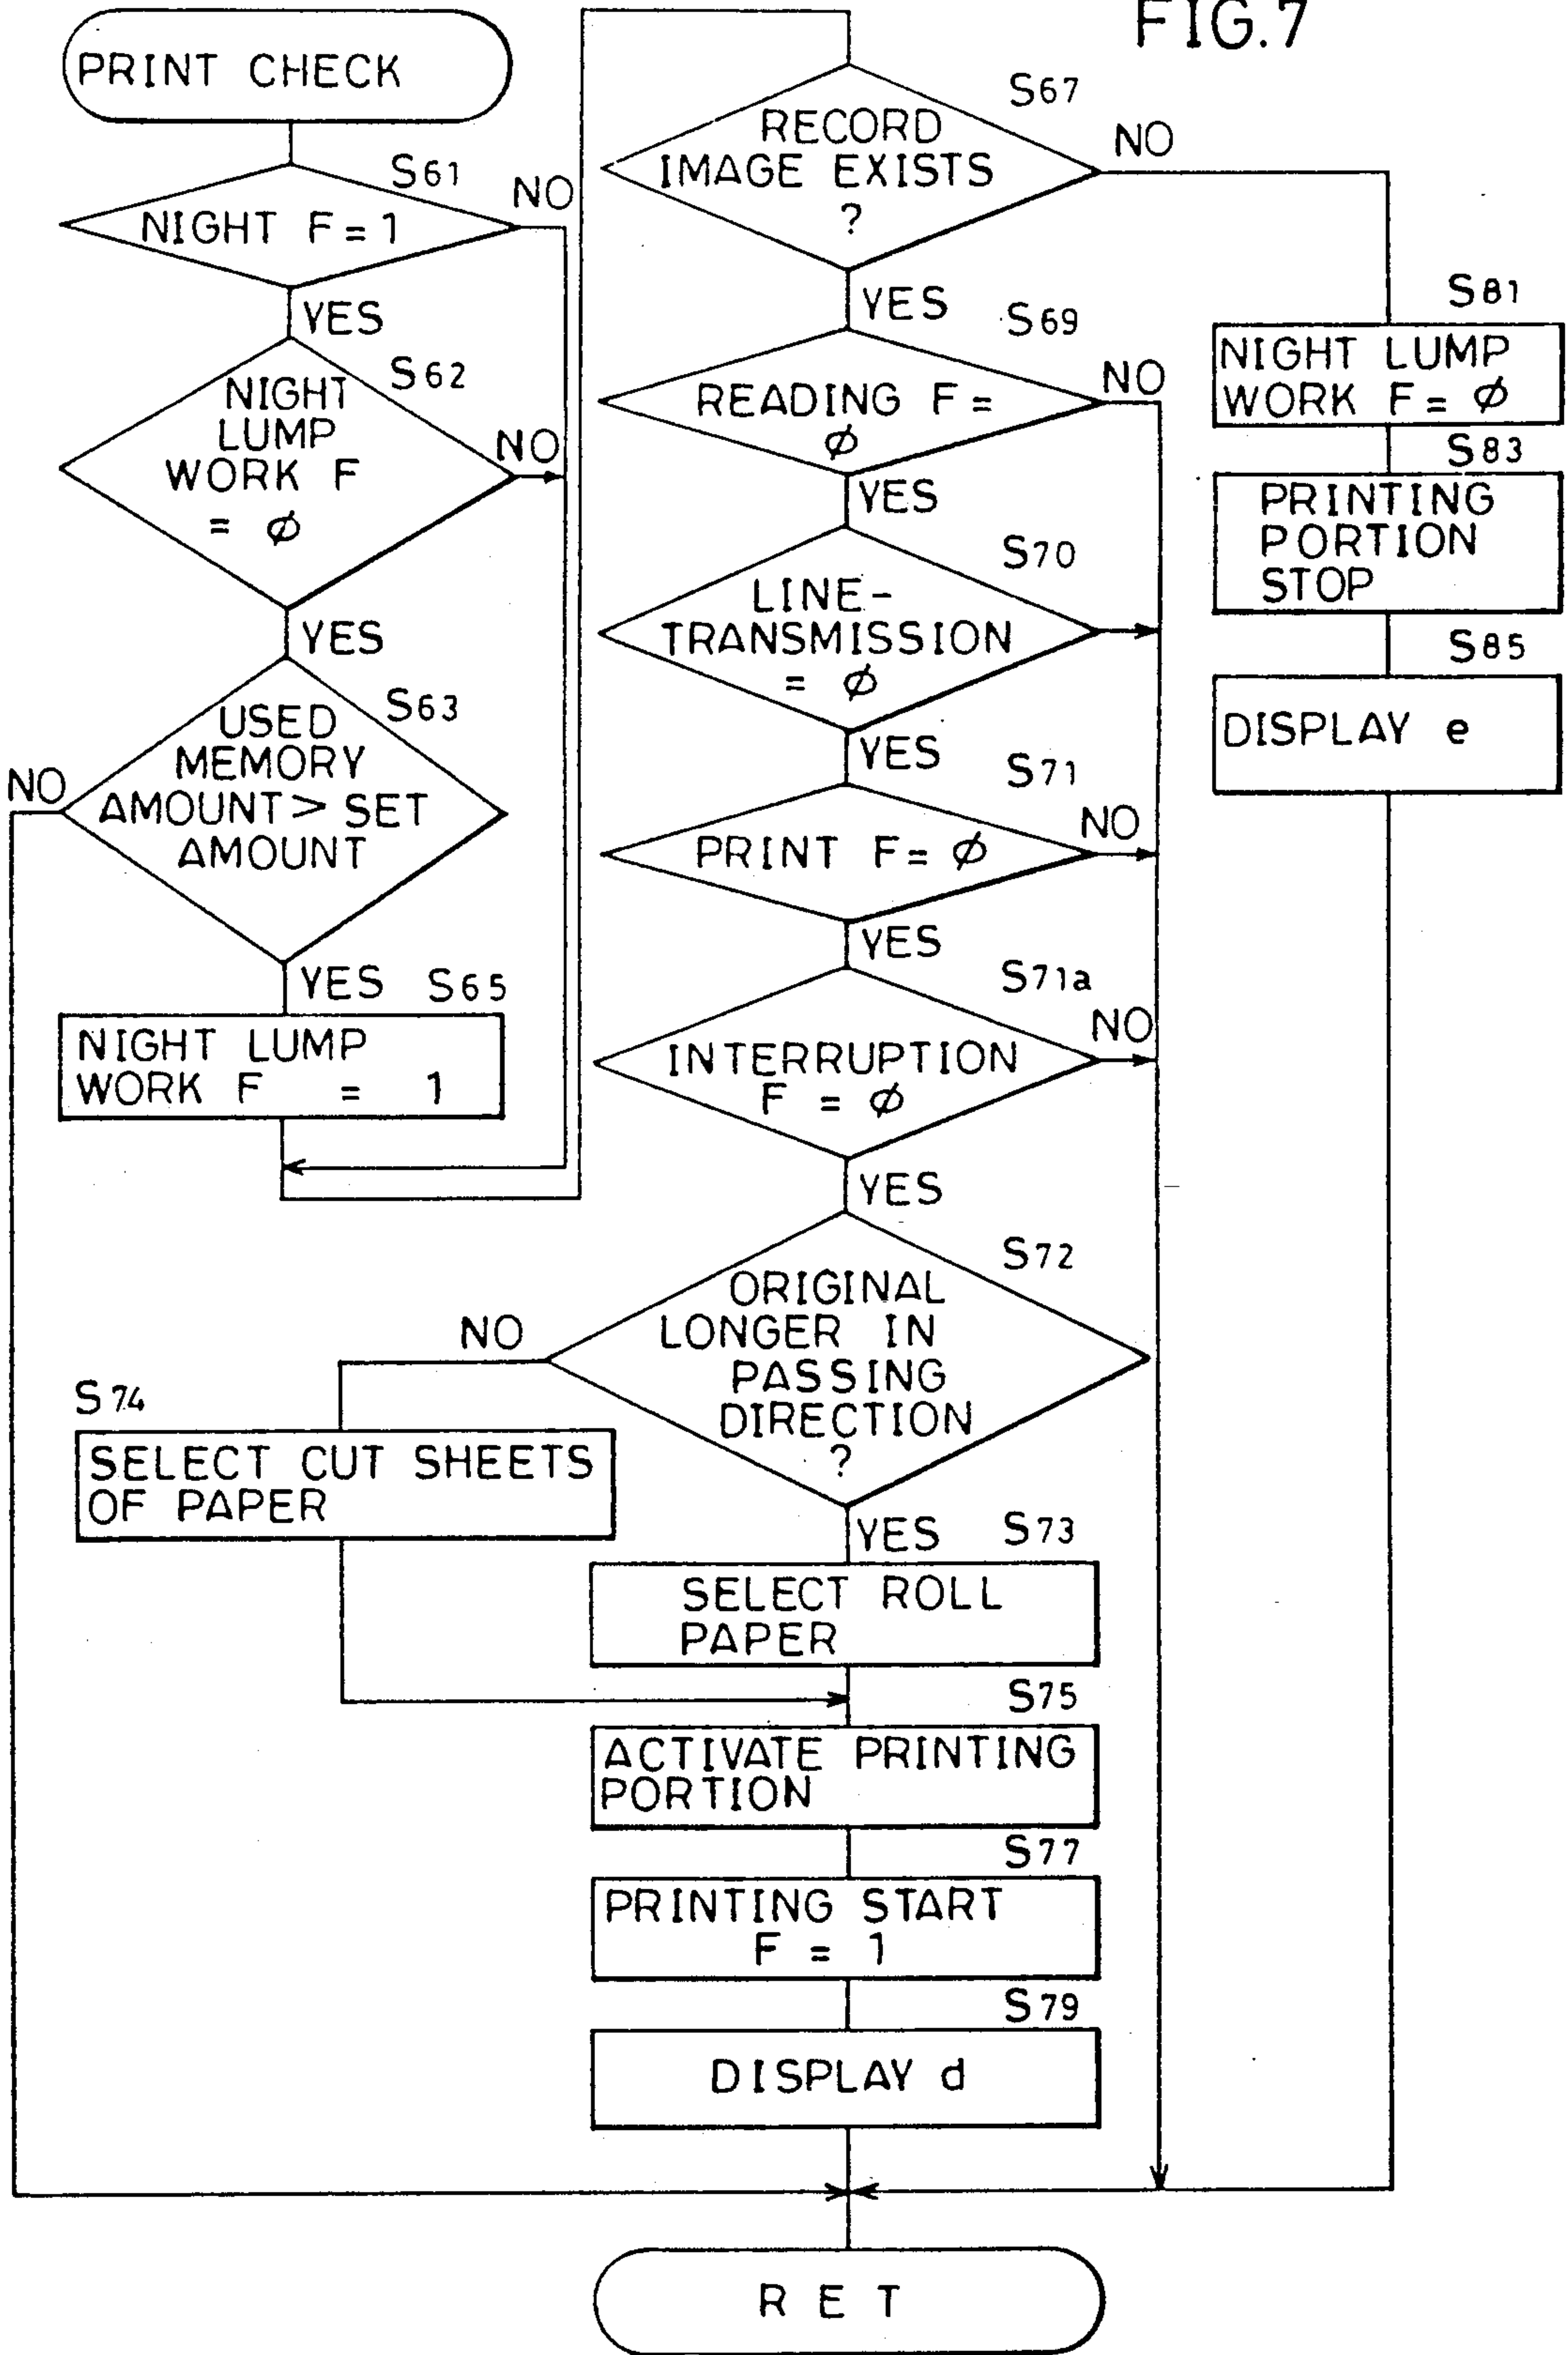 FIG.7
PRINT CHECK
S61
NIGHT F = 1
NO
YES
S62
NIGHT
LUMP
WORK F
= Ø
NO
YES
S63
USED
MEMORY
AMOUNT > SET
AMOUNT
NO
YES
S65
NIGHT LUMP
WORK F = 1
S67
RECORD
IMAGE EXISTS
?
NO
YES
S69
READING F =
Ø
NO
YES
S70
LINE-
TRANSMISSION
= Ø
YES
S71
PRINT F = Ø
NO
YES
S71a
INTERRUPTION
F = Ø
NO
YES
S72
ORIGINAL
LONGER IN
PASSING
DIRECTION
?
NO
S74
SELECT CUT SHEETS
OF PAPER
YES
S73
SELECT ROLL
PAPER
S75
ACTIVATE PRINTING
PORTION
S77
PRINTING START
F = 1
S79
DISPLAY d
S81
NIGHT LUMP
WORK F = Ø
S83
PRINTING
PORTION
STOP
S85
DISPLAY e
RET